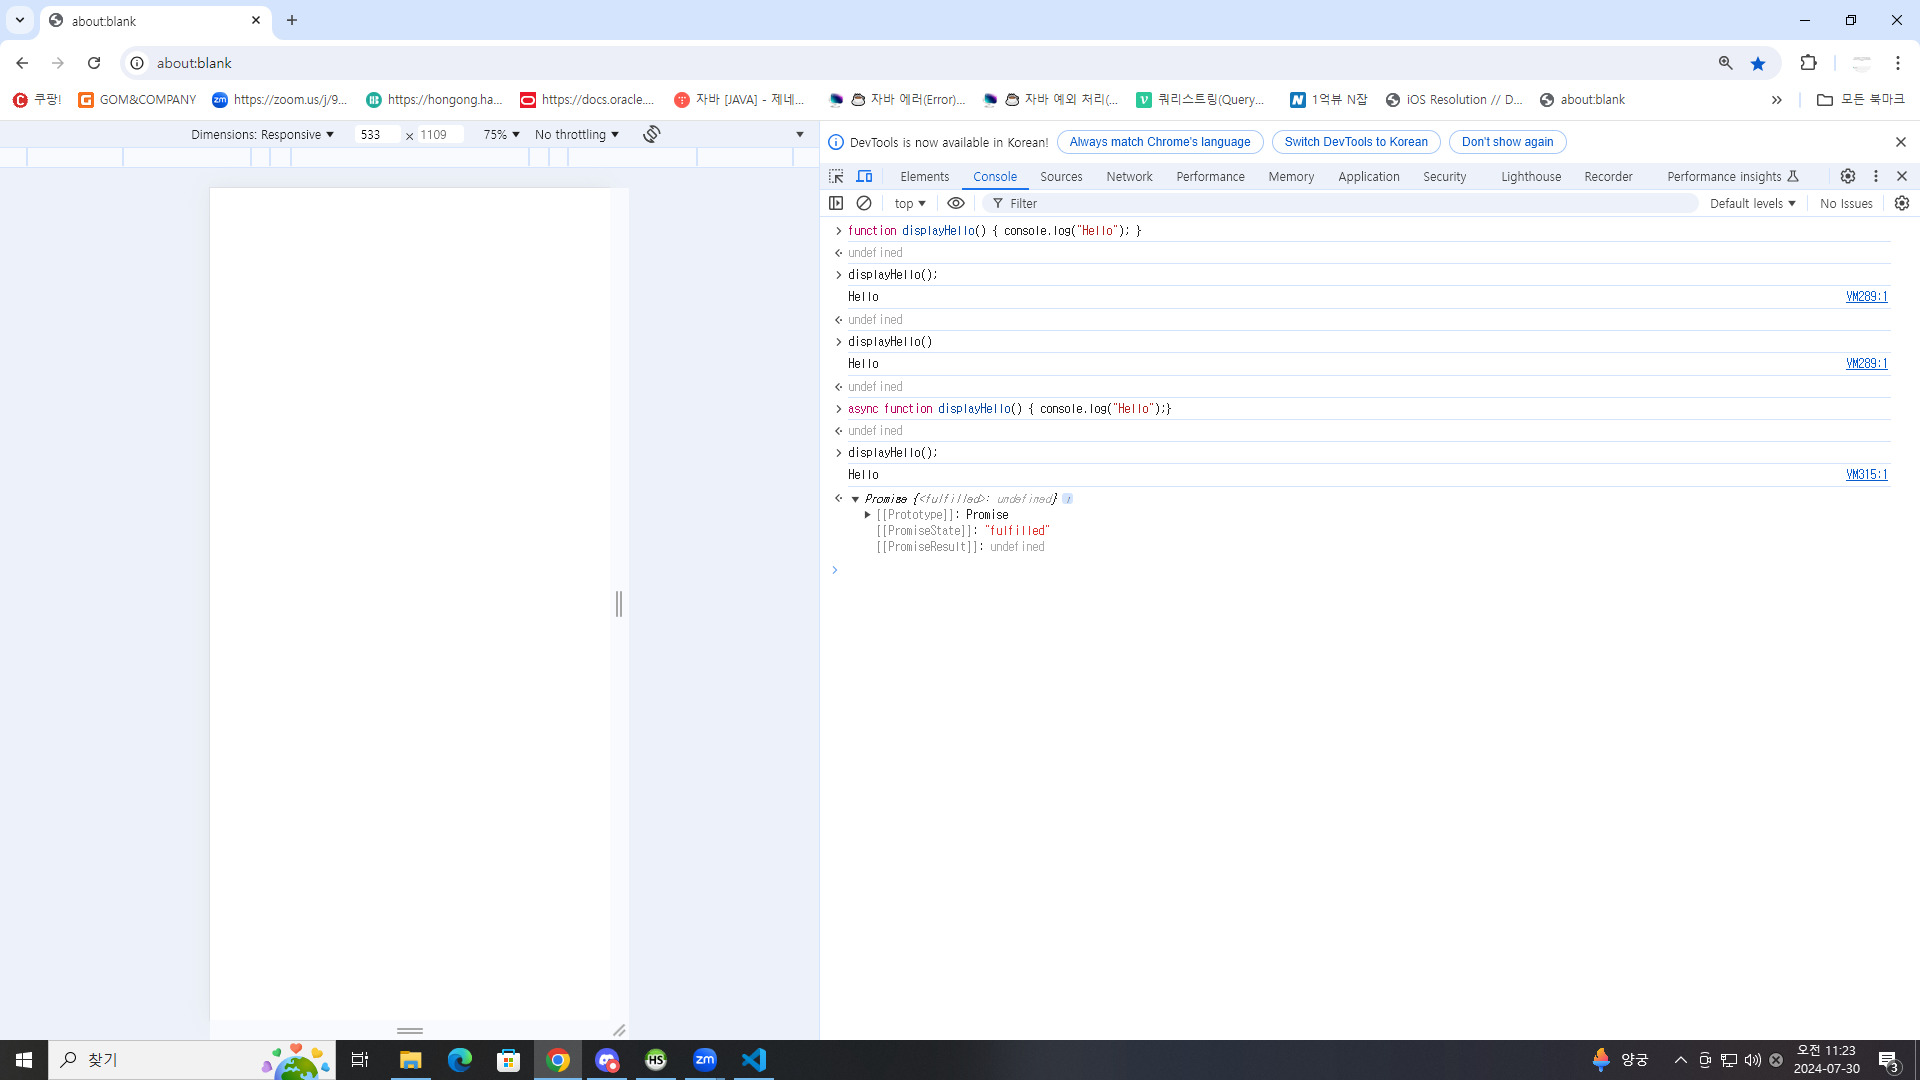 about:blank
about:blank
쿠팡!
GOM&COMPANY
https://zoom.us/j/9...
https://hongong.ha...
https://docs.oracle....
자바 [JAVA] - 제네...
자바 에러(Error)...
자바 예외 처리(...
쿼리스트링(Query...
1억뷰 N잡
iOS Resolution // D...
about:blank
모든 북마크
Dimensions: Responsive
533 × 1109
75%
No throttling
DevTools is now available in Korean!
Always match Chrome's language
Switch DevTools to Korean
Don't show again
Elements
Console
Sources
Network
Performance
Memory
Application
Security
Lighthouse
Recorder
Performance insights
top
Filter
Default levels
No Issues
function displayHello() { console.log("Hello"); }
undefined
displayHello();
Hello VM289:1
undefined
displayHello()
Hello VM289:1
undefined
async function displayHello() { console.log("Hello");}
undefined
displayHello();
Hello VM315:1
Promise {<fulfilled>: undefined}
[[Prototype]]: Promise
[[PromiseState]]: "fulfilled"
[[PromiseResult]]: undefined
찾기
HS
zm
양궁
오전 11:23
2024-07-30
3